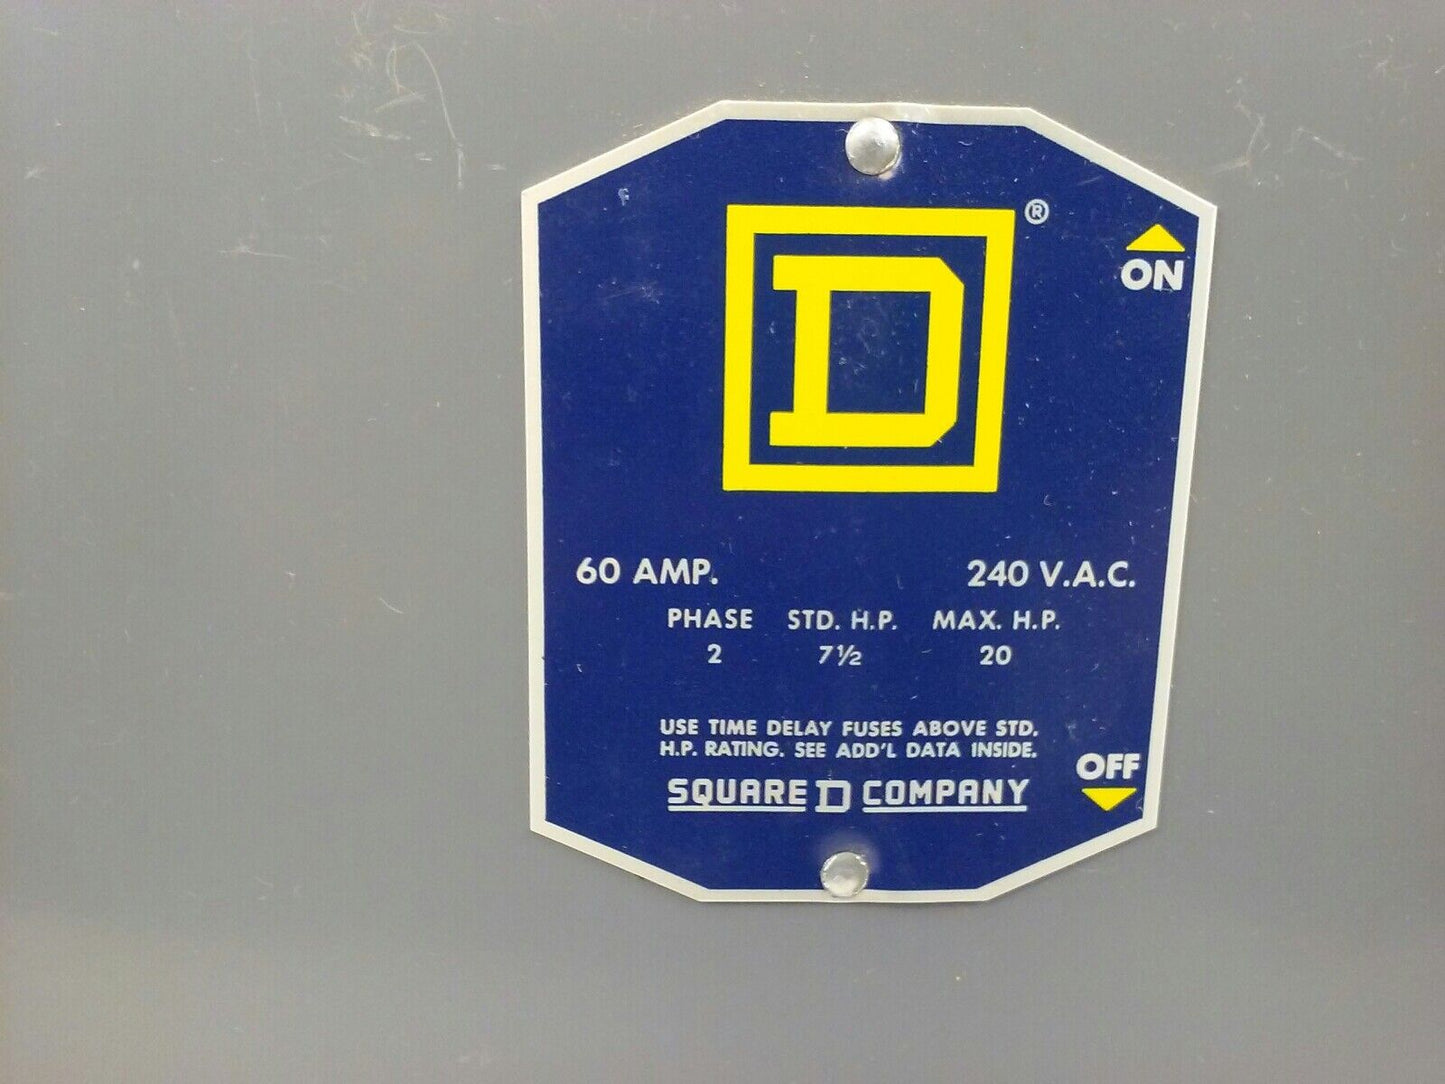 D ®
ON
60 AMP. 240 V.A.C.
PHASE STD. H.P. MAX. H.P.
2 7½ 20
USE TIME DELAY FUSES ABOVE STD.
H.P. RATING. SEE ADD'L DATA INSIDE.
OFF
SQUARE D COMPANY